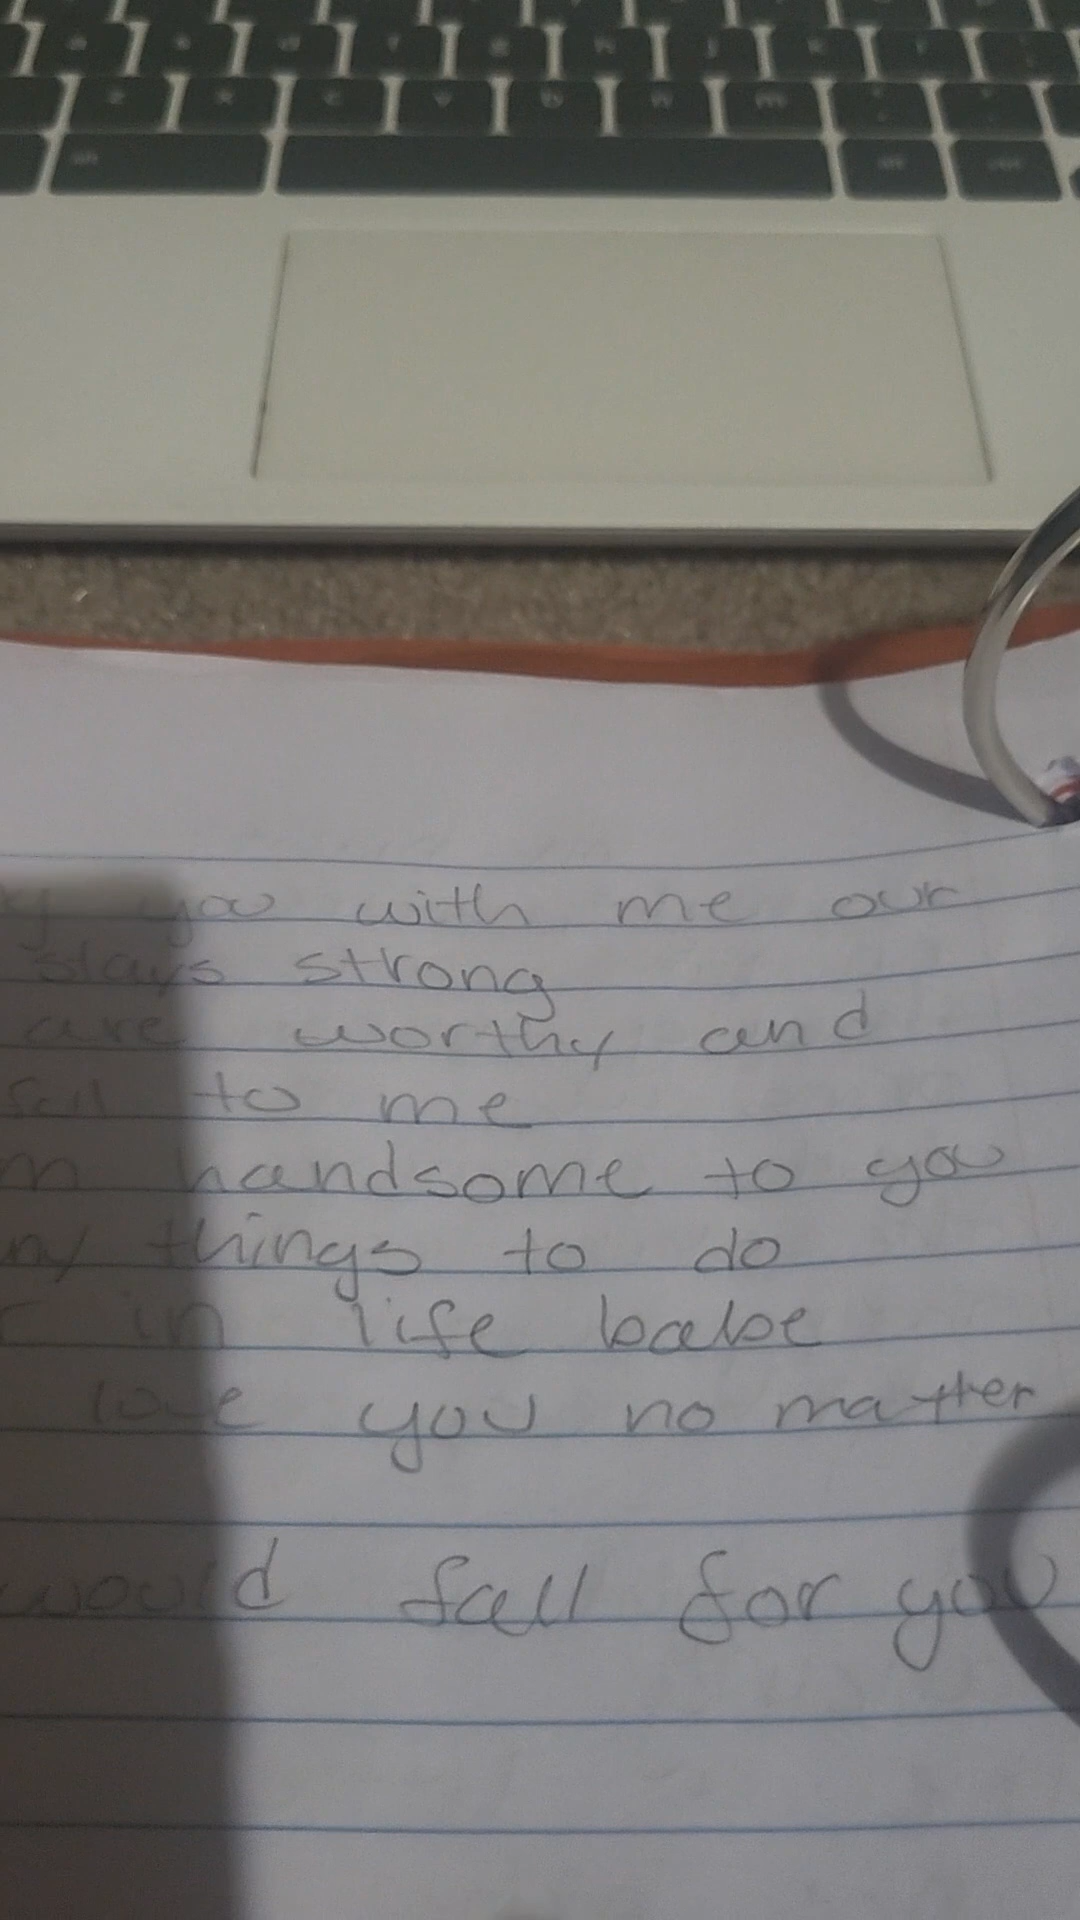 you with me our
stays strong
are worthy and
to me
handsome to you
things to do
in life babe
love you no matter
would fall for you